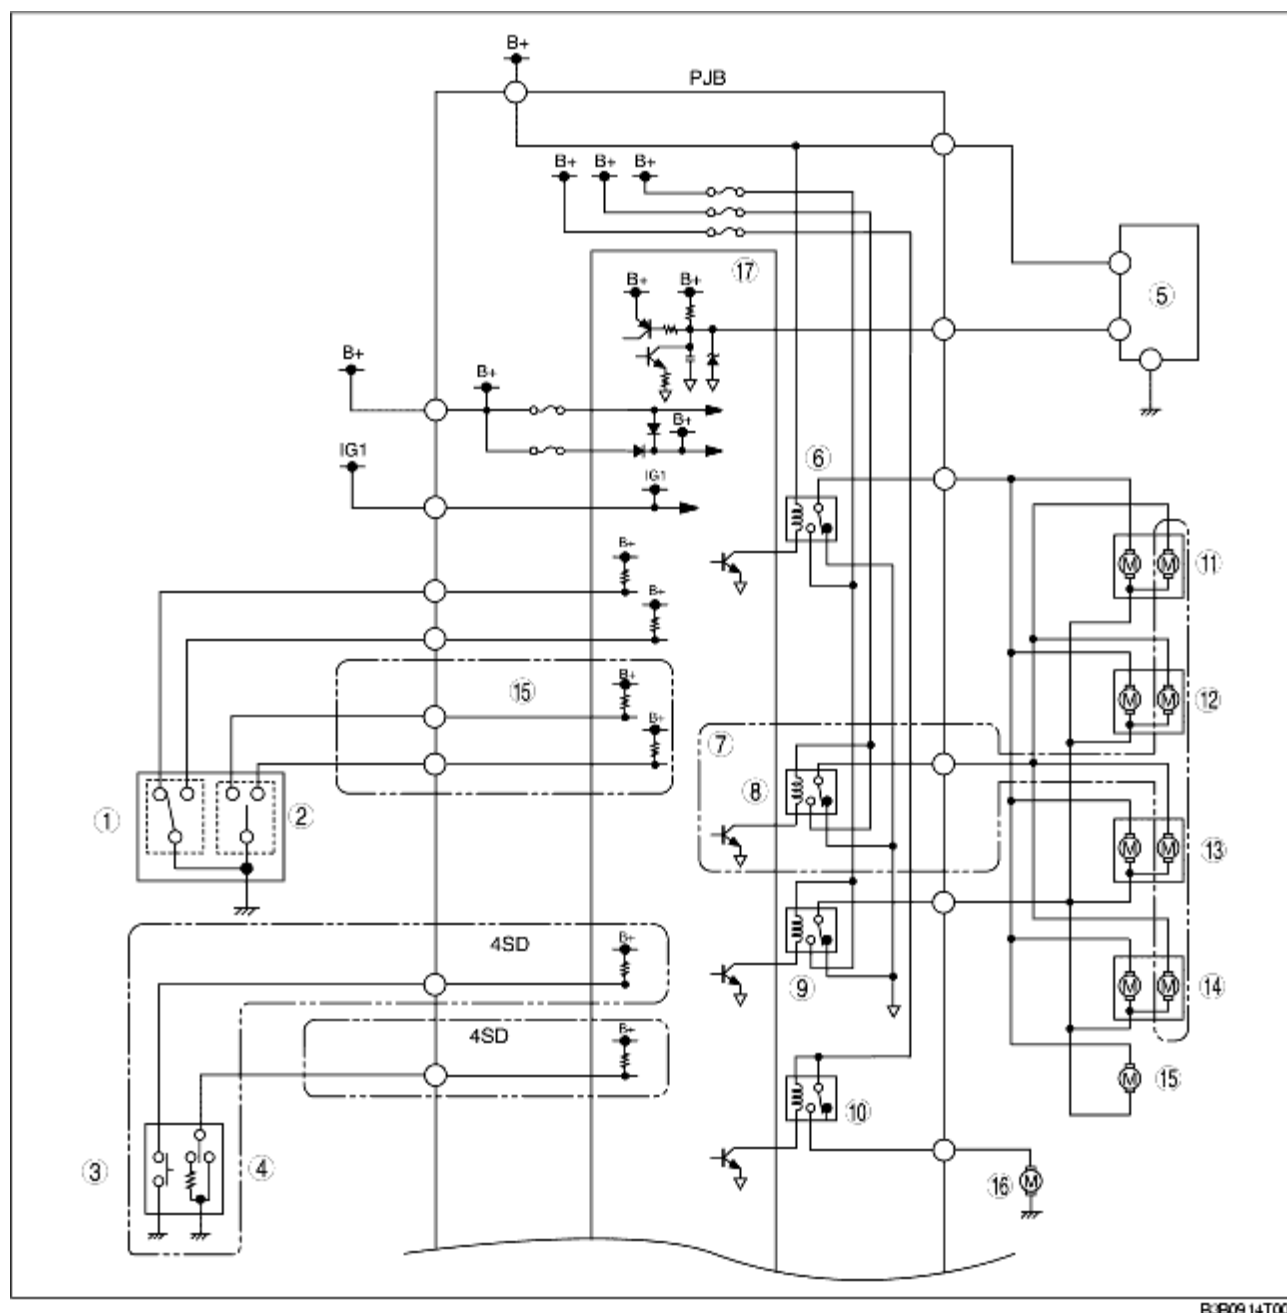 B+
PJB
B+ B+ B+
⑰
B+ B+
⑤
B+
B+
B+
IG1
IG1
⑥
B+
⑪
M M
B+
⑮
B+
B+
⑫
M M
⑦
⑧
①
②
⑬
M M
4SD
B+
⑨
⑭
M M
4SD
B+
⑮
M
⑩
③
④
⑯
M